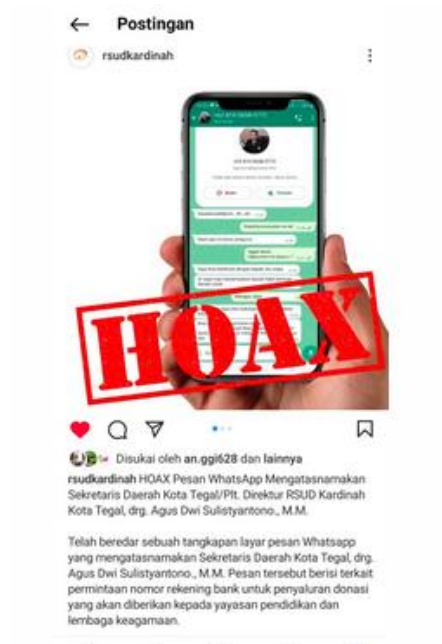 Postingan
rsudkardinah
HOAX
Disukai oleh an.ggi628 dan lainnya
rsudkardinah HOAX Pesan WhatsApp Mengatasnamakan
Sekretaris Daerah Kota Tegal/Plt. Direktur RSUD Kardinah
Kota Tegal, drg. Agus Dwi Sulistyantono., M.M.
Telah beredar sebuah tangkapan layar pesan Whatsapp
yang mengatasnamakan Sekretaris Daerah Kota Tegal, drg.
Agus Dwi Sulistyantono., M.M. Pesan tersebut berisi terkait
permintaan nomor rekening bank untuk penyaluran donasi
yang akan diberikan kepada yayasan pendidikan dan
lembaga keagamaan.